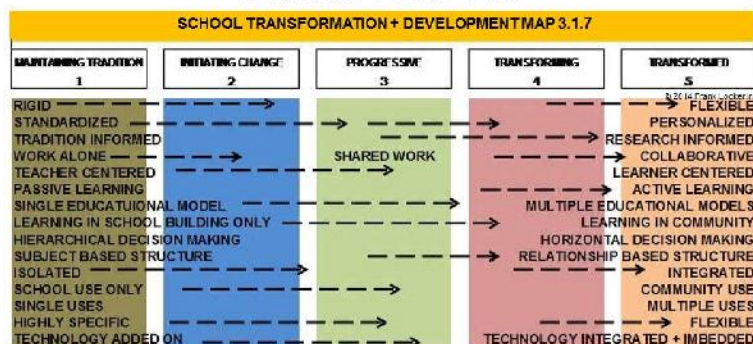 SCHOOL TRANSFORMATION + DEVELOPMENT MAP 3.1.7
MAINTAINING TRADITION INITIATING CHANGE PROGRESSIVE TRANSFORMING TRANSFORMED
1 2 3 4 5
© 2014 Frank Locker
RIGID FLEXIBLE
STANDARDIZED PERSONALIZED
TRADITION INFORMED RESEARCH INFORMED
WORK ALONE SHARED WORK COLLABORATIVE
TEACHER CENTERED LEARNER CENTERED
PASSIVE LEARNING ACTIVE LEARNING
SINGLE EDUCATUIONAL MODEL MULTIPLE EDUCATIONAL MODELS
LEARNING IN SCHOOL BUILDING ONLY LEARNING IN COMMUNITY
HIERARCHICAL DECISION MAKING HORIZONTAL DECISION MAKING
SUBJECT BASED STRUCTURE RELATIONSHIP BASED STRUCTURE
ISOLATED INTEGRATED
SCHOOL USE ONLY COMMUNITY USE
SINGLE USES MULTIPLE USES
HIGHLY SPECIFIC FLEXIBLE
TECHNOLOGY ADDED ON TECHNOLOGY INTEGRATED + IMBEDDED